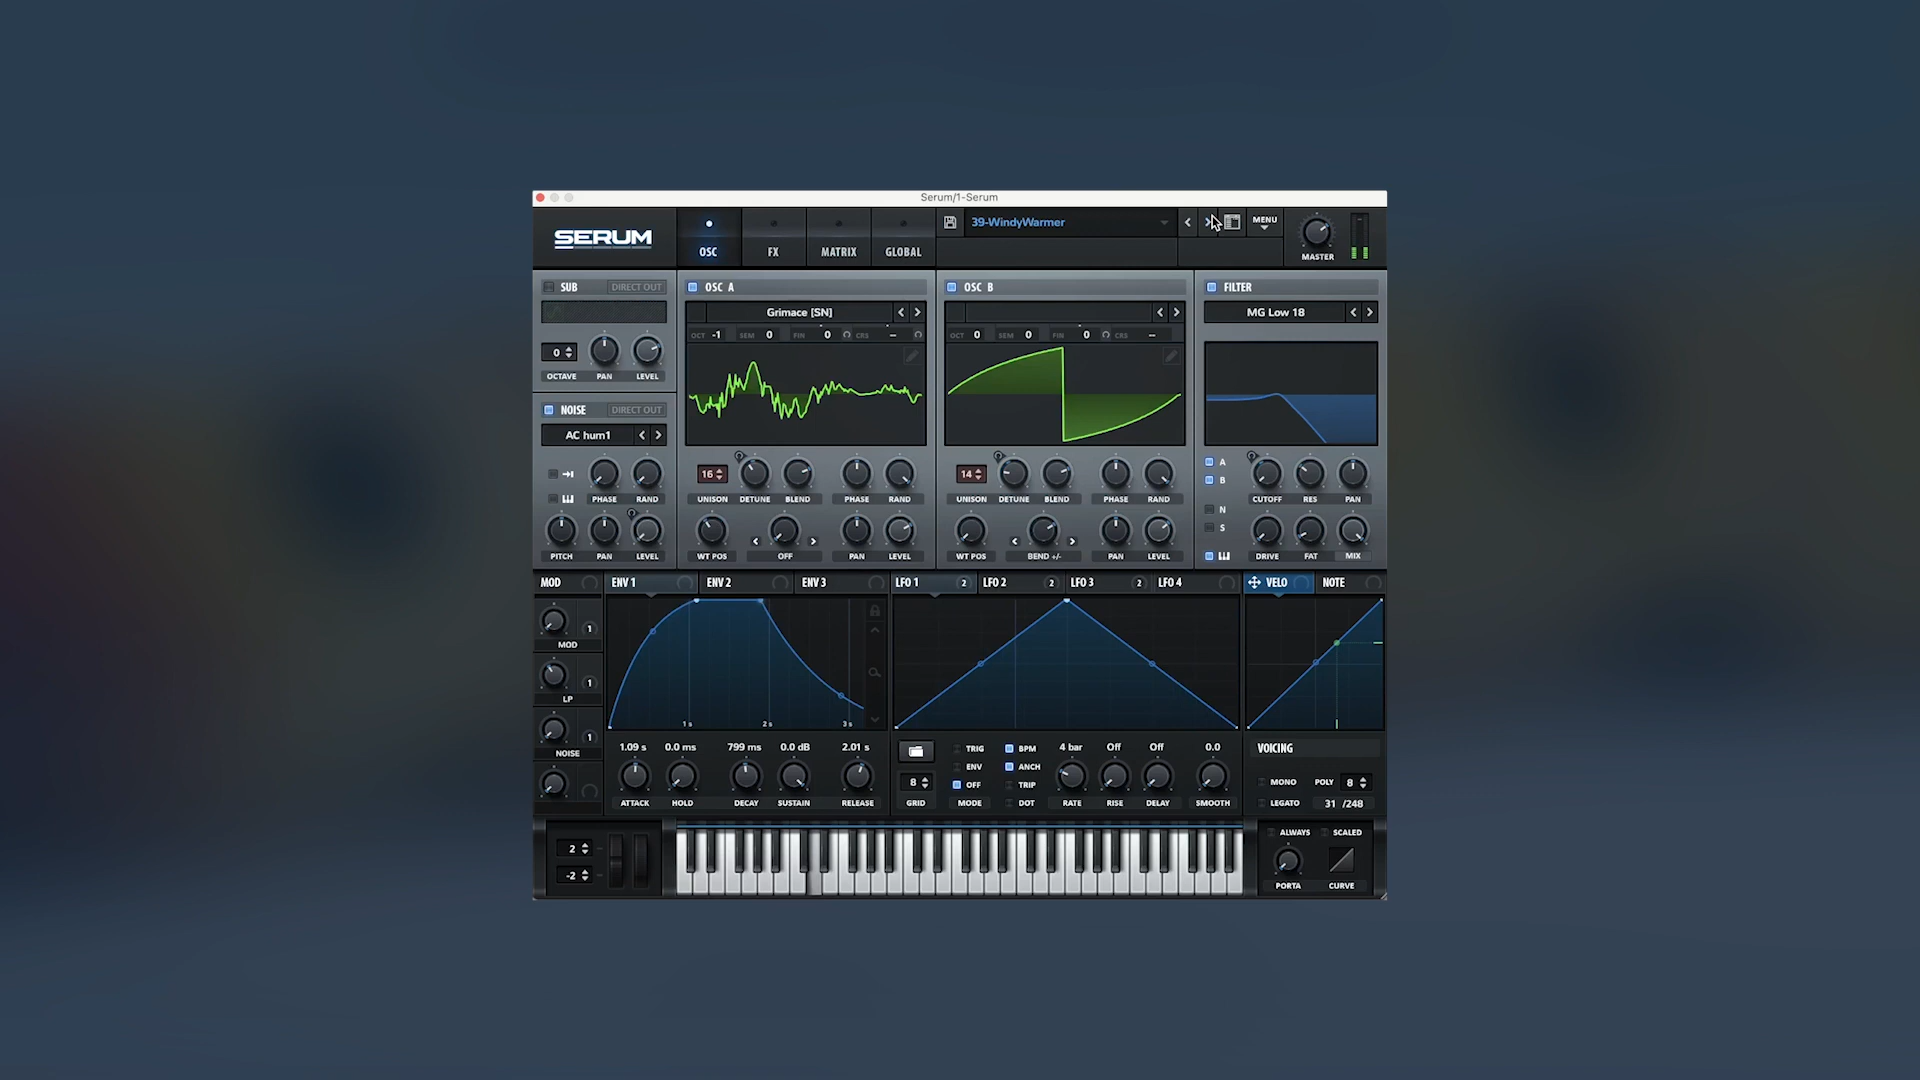 Serum/1-Serum
SERUM
OSC
FX
MATRIX
GLOBAL
39-WindyWarmer
MENU
MASTER
SUB
DIRECT OUT
0
OCTAVE
PAN
LEVEL
NOISE
DIRECT OUT
AC hum1
PHASE
RAND
PITCH
PAN
LEVEL
OSC A
Grimace [SN]
OCT -1 SEM 0 FIN 0 CRS --
16
UNISON
DETUNE
BLEND
PHASE
RAND
WT POS
OFF
PAN
LEVEL
OSC B
OCT 0 SEM 0 FIN 0 CRS --
14
UNISON
DETUNE
BLEND
PHASE
RAND
WT POS
BEND +/-
PAN
LEVEL
FILTER
MG Low 18
A
B
N
S
CUTOFF
RES
PAN
DRIVE
FAT
MIX
MOD
ENV 1
ENV 2
ENV 3
LFO 1 2
LFO 2 2
LFO 3 2
LFO 4
VELO
NOTE
1
MOD
1
LP
1
NOISE
1 s
2 s
3 s
1.09 s
0.0 ms
799 ms
0.0 dB
2.01 s
ATTACK
HOLD
DECAY
SUSTAIN
RELEASE
8
GRID
TRIG
ENV
OFF
MODE
BPM
ANCH
TRIP
DOT
4 bar
Off
Off
0.0
RATE
RISE
DELAY
SMOOTH
VOICING
MONO
POLY 8
LEGATO
31 /248
2
-2
ALWAYS
SCALED
PORTA
CURVE